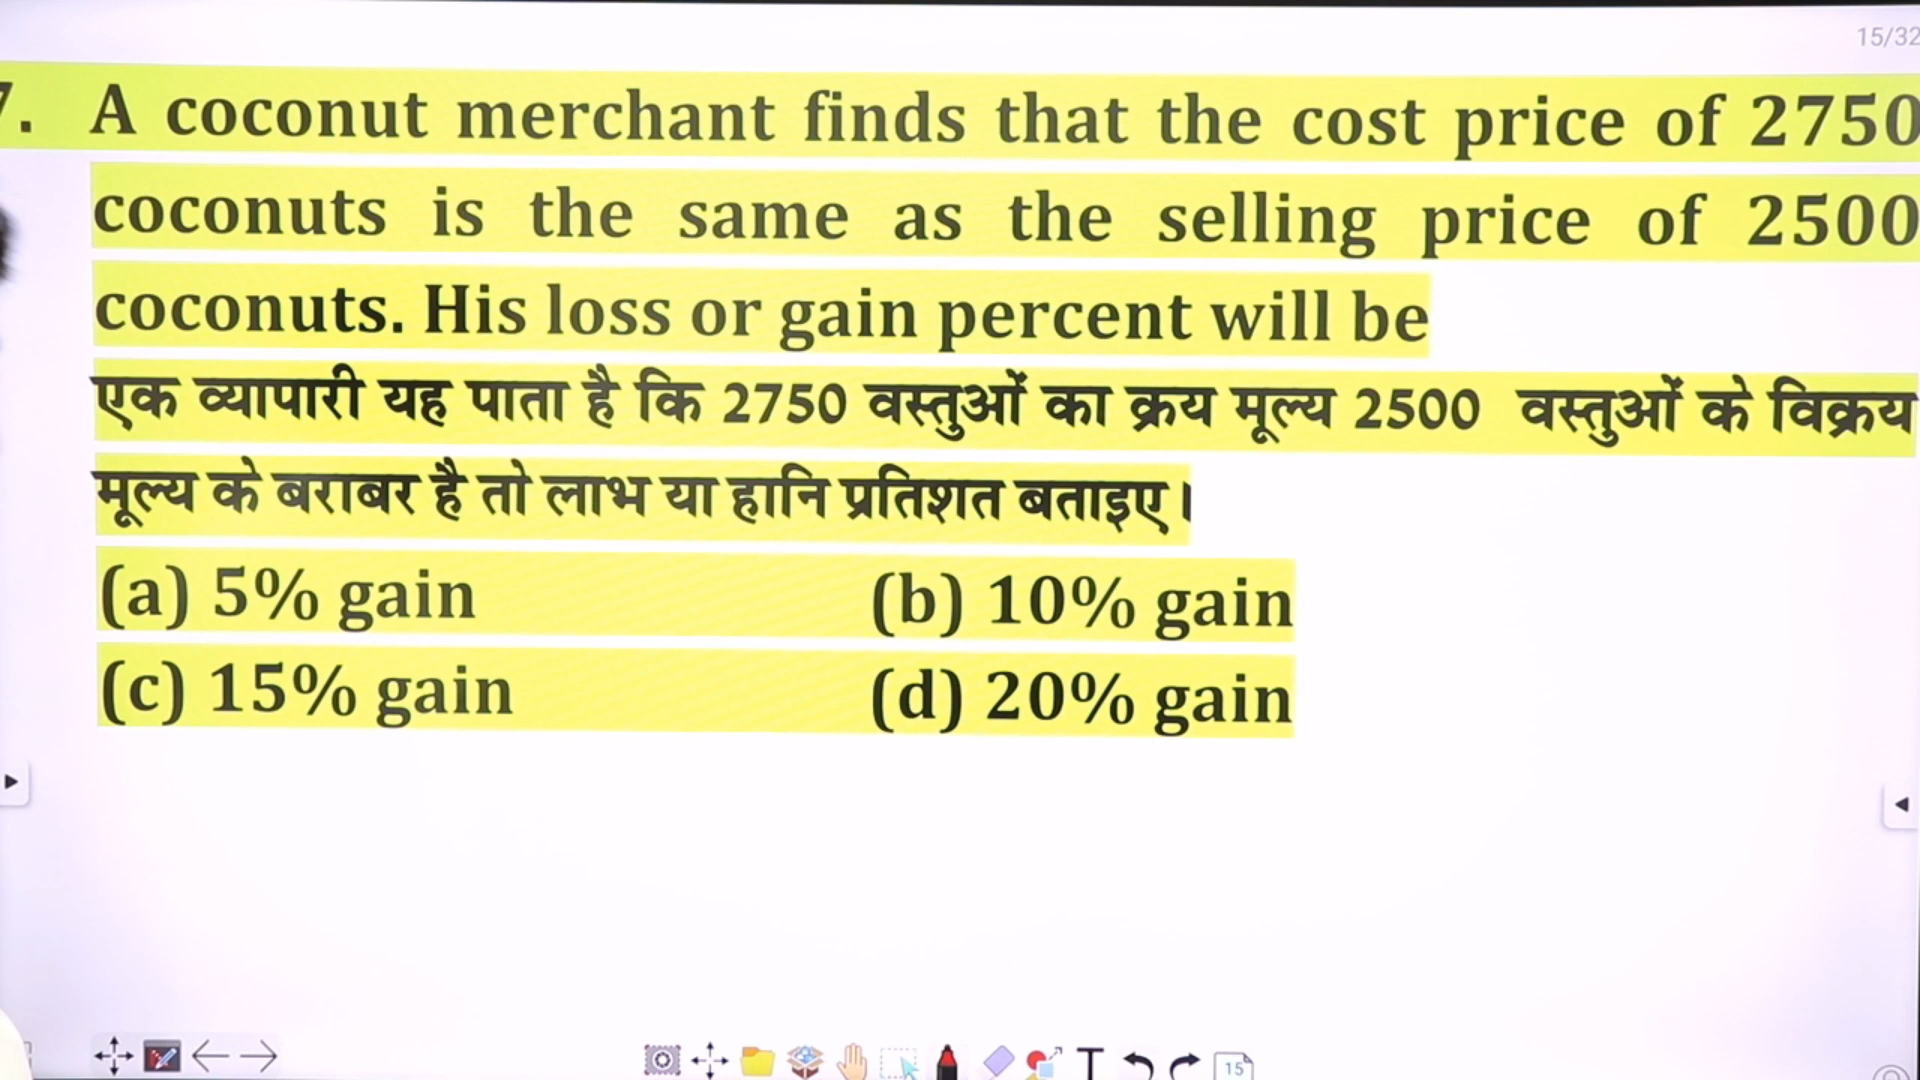 15/32
7. A coconut merchant finds that the cost price of 2750
coconuts is the same as the selling price of 2500
coconuts. His loss or gain percent will be
एक व्यापारी यह पाता है कि 2750 वस्तुओं का क्रय मूल्य 2500 वस्तुओं के विक्रय
मूल्य के बराबर है तो लाभ या हानि प्रतिशत बताइए।
(a) 5% gain (b) 10% gain
(c) 15% gain (d) 20% gain
T 15